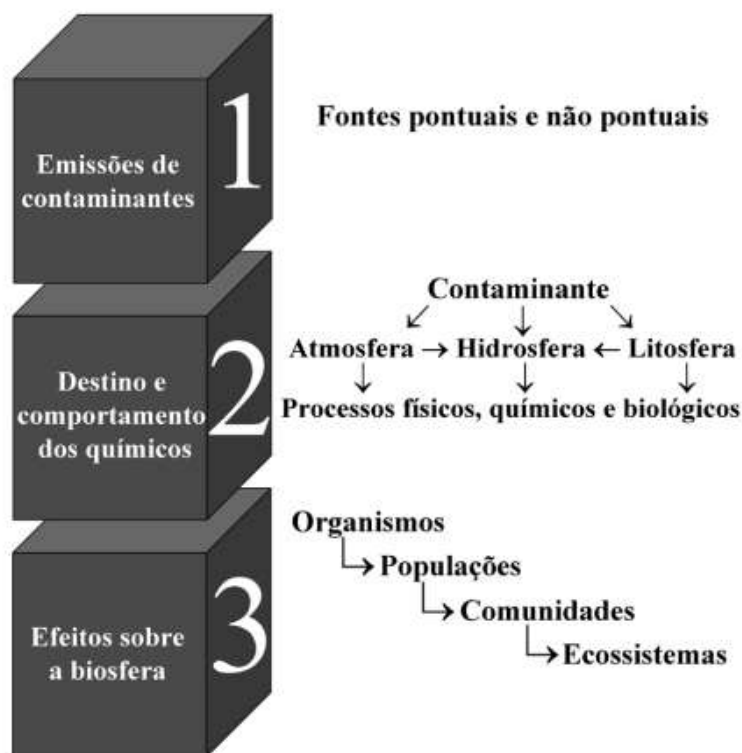 Emissões de
contaminantes
1
Fontes pontuais e não pontuais
Destino e
comportamento
dos químicos
2
Contaminante
Atmosfera → Hidrosfera ← Litosfera
Processos físicos, químicos e biológicos
Efeitos sobre
a biosfera
3
Organismos
Populações
Comunidades
Ecossistemas